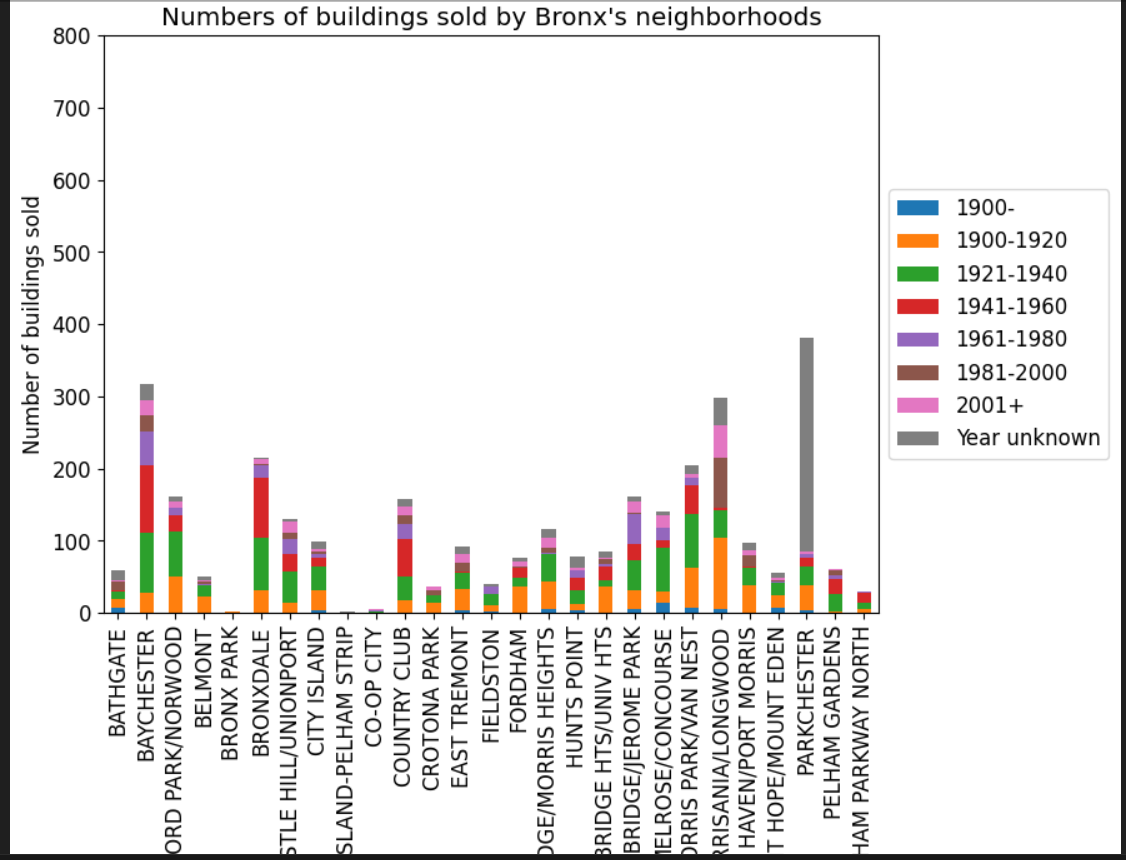 Numbers of buildings sold by Bronx's neighborhoods
Number of buildings sold
800
700
600
500
400
300
200
100
0
1900-
1900-1920
1921-1940
1941-1960
1961-1980
1981-2000
2001+
Year unknown
BATHGATE
BAYCHESTER
ORD PARK/NORWOOD
BELMONT
BRONX PARK
BRONXDALE
STLE HILL/UNIONPORT
CITY ISLAND
SLAND-PELHAM STRIP
CO-OP CITY
COUNTRY CLUB
CROTONA PARK
EAST TREMONT
FIELDSTON
FORDHAM
DGE/MORRIS HEIGHTS
HUNTS POINT
BRIDGE HTS/UNIV HTS
BRIDGE/JEROME PARK
MELROSE/CONCOURSE
ORRIS PARK/VAN NEST
RRISANIA/LONGWOOD
HAVEN/PORT MORRIS
T HOPE/MOUNT EDEN
PARKCHESTER
PELHAM GARDENS
HAM PARKWAY NORTH